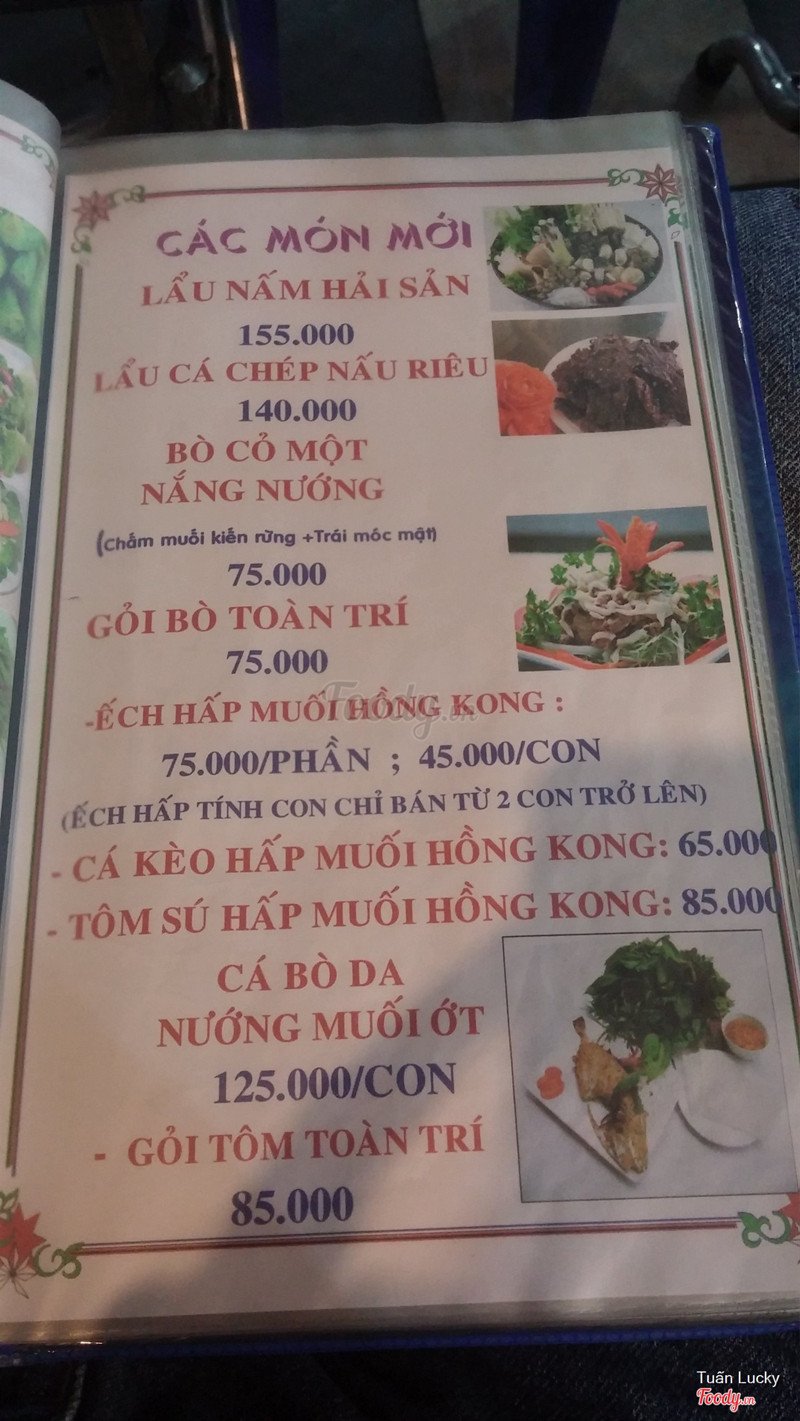 CÁC MÓN MỚI
LẨU NẤM HẢI SẢN
155.000
LẨU CÁ CHÉP NẤU RIÊU
140.000
BÒ CỎ MỘT
NẮNG NƯỚNG
(Chấm muối kiến rừng +Trái móc mật)
75.000
GỎI BÒ TOÀN TRÍ
75.000
-ẾCH HẤP MUỐI HỒNG KONG :
75.000/PHẦN ; 45.000/CON
(ẾCH HẤP TÍNH CON CHỈ BÁN TỪ 2 CON TRỞ LÊN)
- CÁ KÈO HẤP MUỐI HỒNG KONG: 65.000
- TÔM SÚ HẤP MUỐI HỒNG KONG: 85.000
CÁ BÒ DA
NƯỚNG MUỐI ỚT
125.000/CON
- GỎI TÔM TOÀN TRÍ
85.000
Foody.vn
Tuấn Lucky
Foody.vn